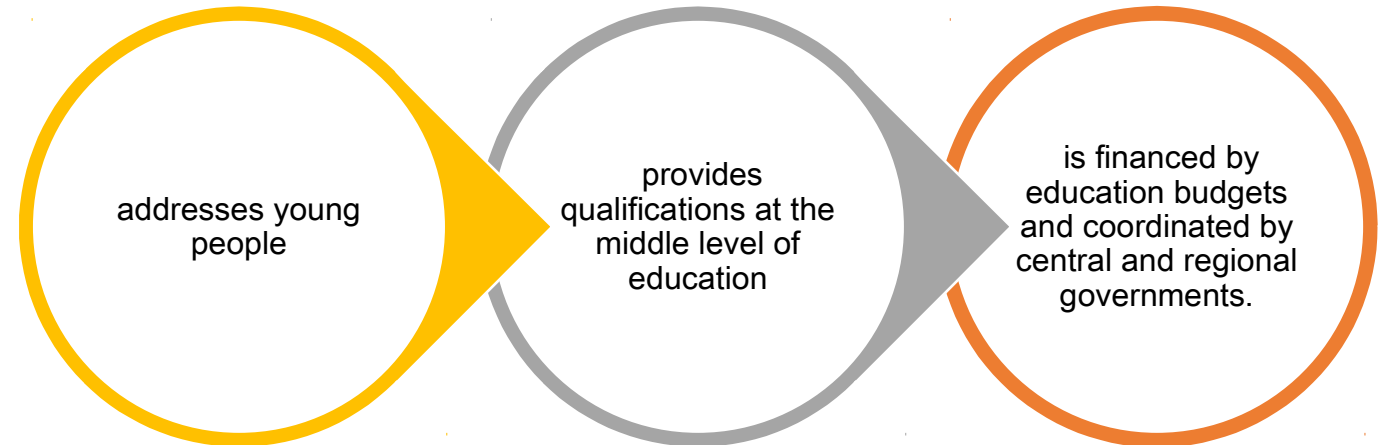 addresses young
people
provides
qualifications at the
middle level of
education
is financed by
education budgets
and coordinated by
central and regional
governments.